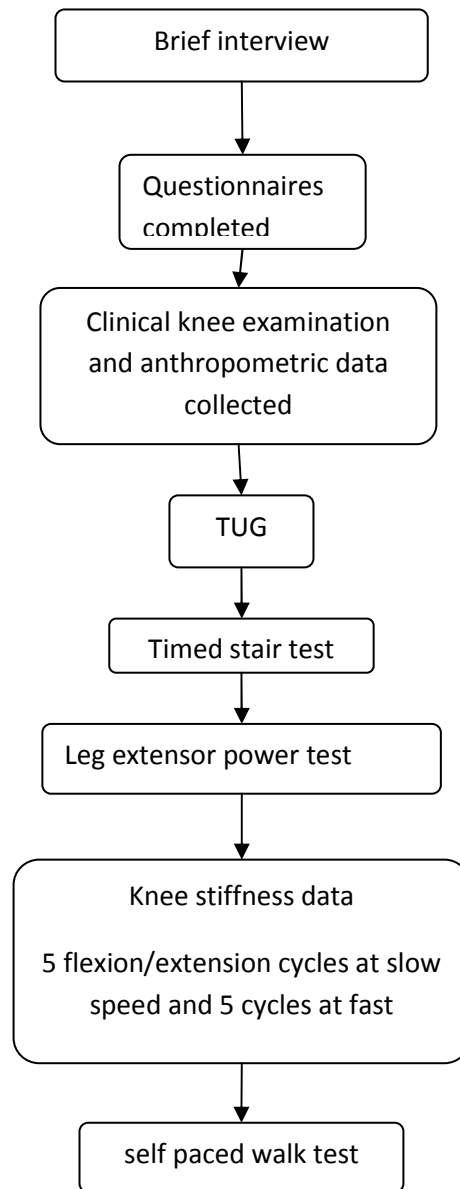 Brief interview
Questionnaires
completed
Clinical knee examination
and anthropometric data
collected
TUG
Timed stair test
Leg extensor power test
Knee stiffness data
5 flexion/extension cycles at slow
speed and 5 cycles at fast
self paced walk test